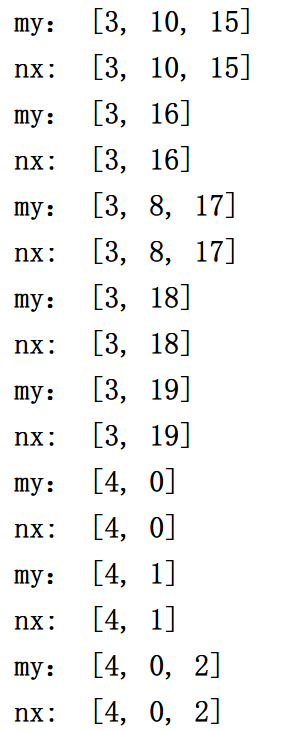 my： [3, 10, 15]
nx: [3, 10, 15]
my： [3, 16]
nx: [3, 16]
my： [3, 8, 17]
nx: [3, 8, 17]
my： [3, 18]
nx: [3, 18]
my： [3, 19]
nx: [3, 19]
my： [4, 0]
nx: [4, 0]
my： [4, 1]
nx: [4, 1]
my： [4, 0, 2]
nx: [4, 0, 2]